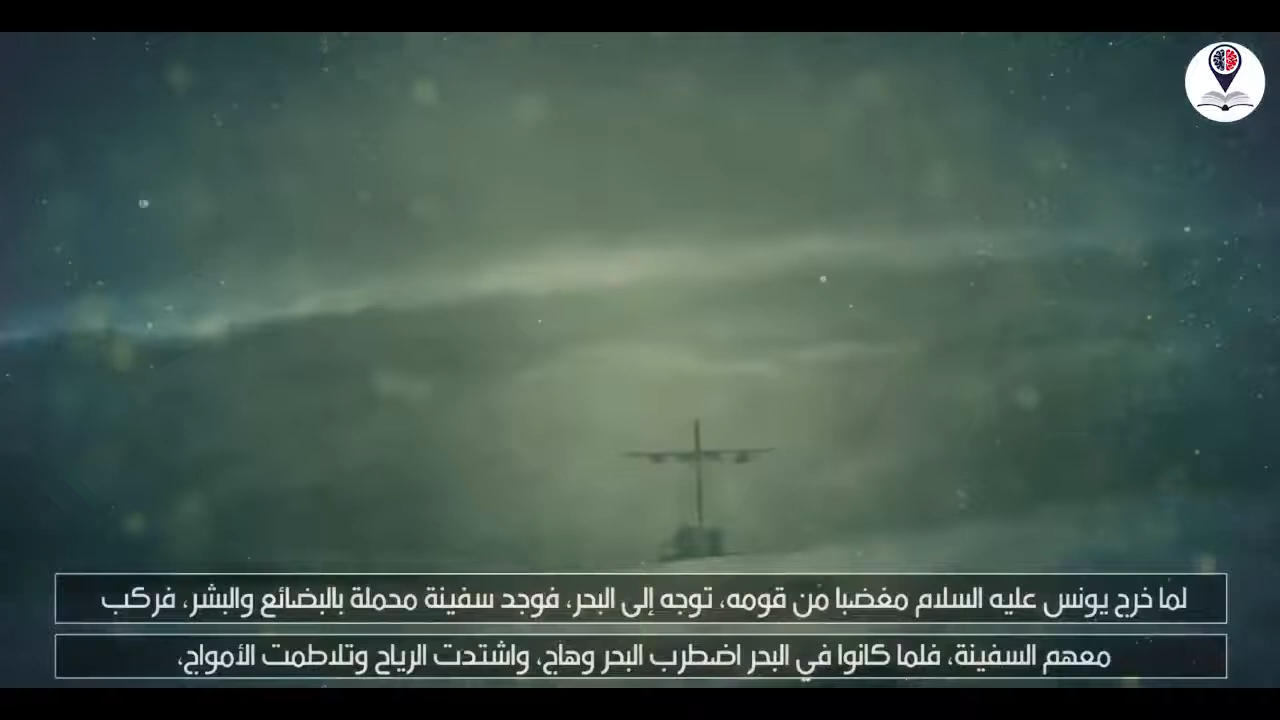 لما خرج يونس عليه السلام مغضبا من قومه، توجه إلى البحر، فوجد سفينة محملة بالبضائع والبشر، فركب
معهم السفينة، فلما كانوا في البحر اضطرب البحر وهاج، واشتدت الرياح وتلاطمت الأمواج،